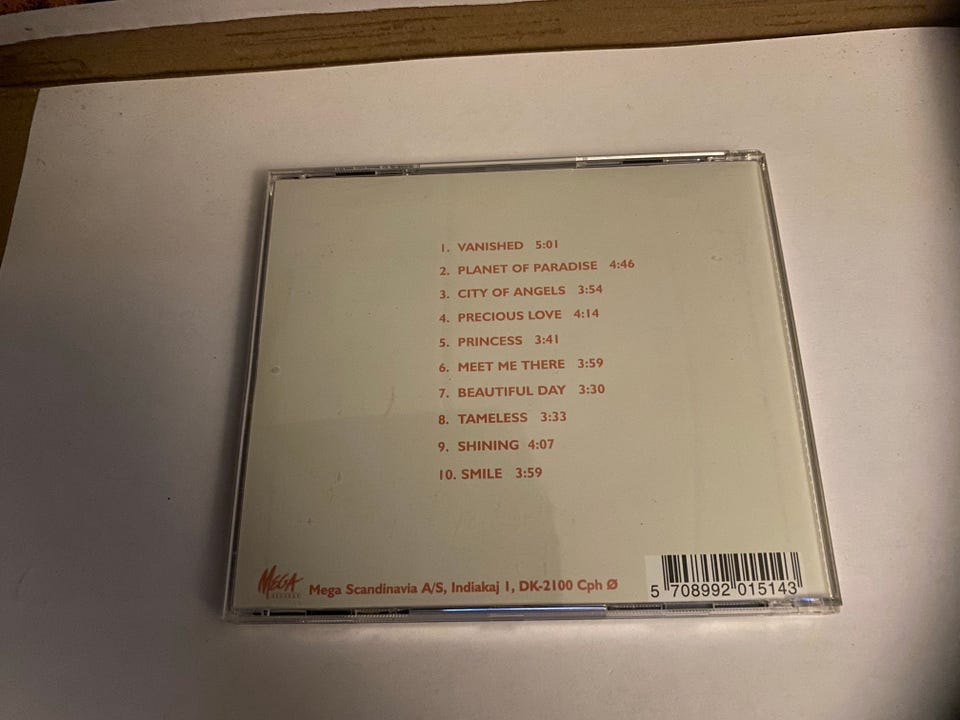 1. VANISHED 5:01
2. PLANET OF PARADISE 4:46
3. CITY OF ANGELS 3:54
4. PRECIOUS LOVE 4:14
5. PRINCESS 3:41
6. MEET ME THERE 3:59
7. BEAUTIFUL DAY 3:30
8. TAMELESS 3:33
9. SHINING 4:07
10. SMILE 3:59
MEGA
RECORDS
Mega Scandinavia A/S, Indiakaj 1, DK-2100 Cph Ø
5 708992 015143